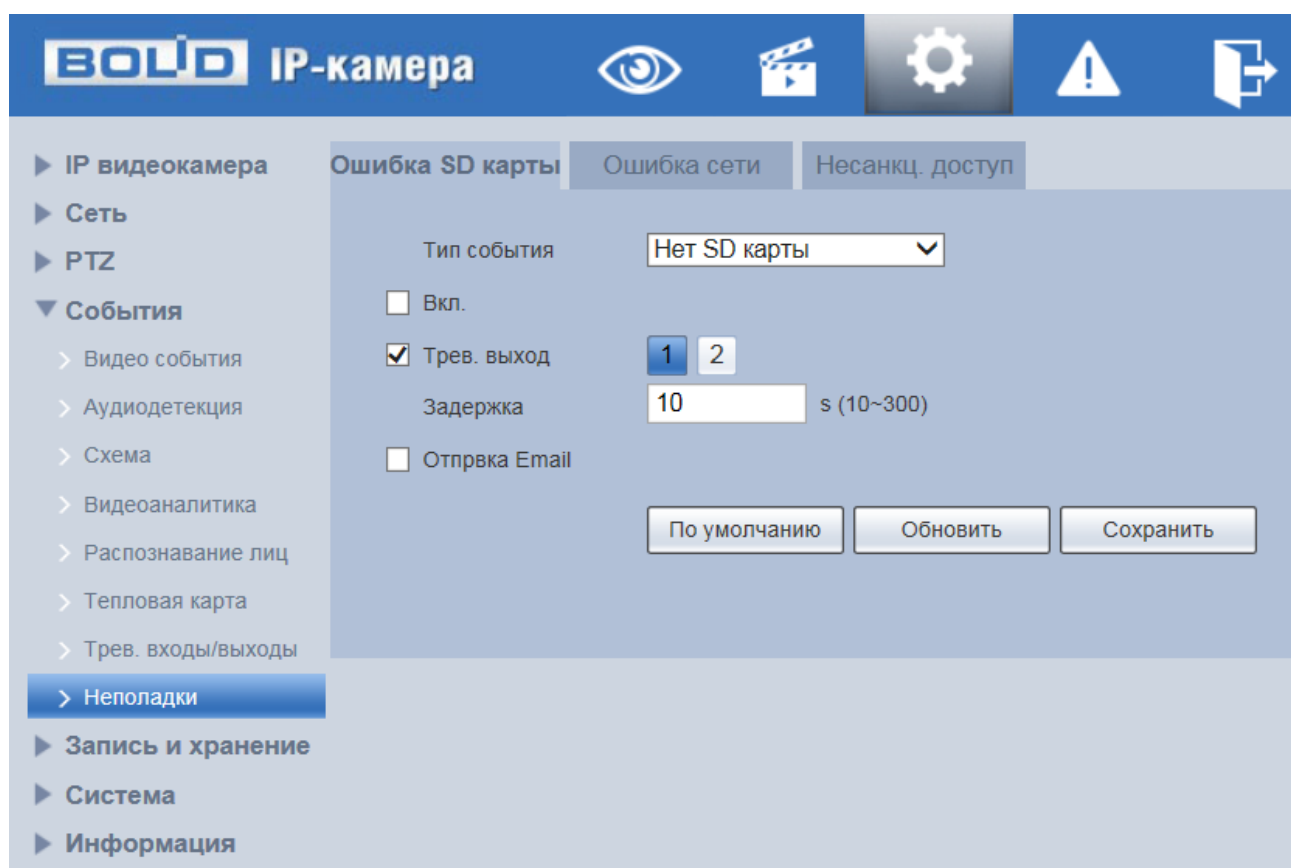 BOLID IP-камера
IP видеокамера
Сеть
PTZ
События
Видео события
Аудиодетекция
Схема
Видеоаналитика
Распознавание лиц
Тепловая карта
Трев. входы/выходы
Неполадки
Запись и хранение
Система
Информация
Ошибка SD карты Ошибка сети Несанкц. доступ
Тип события Нет SD карты
Вкл.
Трев. выход 1 2
Задержка 10 s (10~300)
Отпрвка Email
По умолчанию Обновить Сохранить